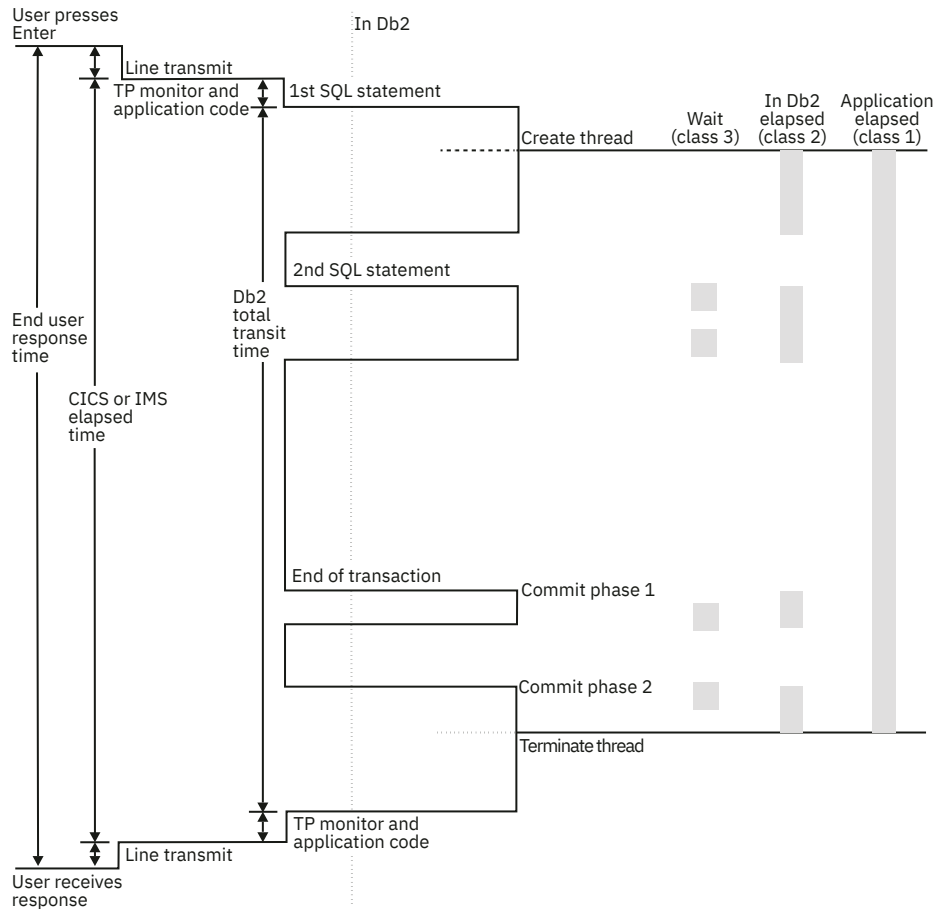 User presses
Enter
In Db2
Line transmit
TP monitor and
application code
1st SQL statement
Create thread
Wait
(class 3)
In Db2
elapsed
(class 2)
Application
elapsed
(class 1)
2nd SQL statement
Db2
total
transit
time
End user
response
time
CICS or IMS
elapsed
time
End of transaction
Commit phase 1
Commit phase 2
Terminate thread
TP monitor and
application code
Line transmit
User receives
response